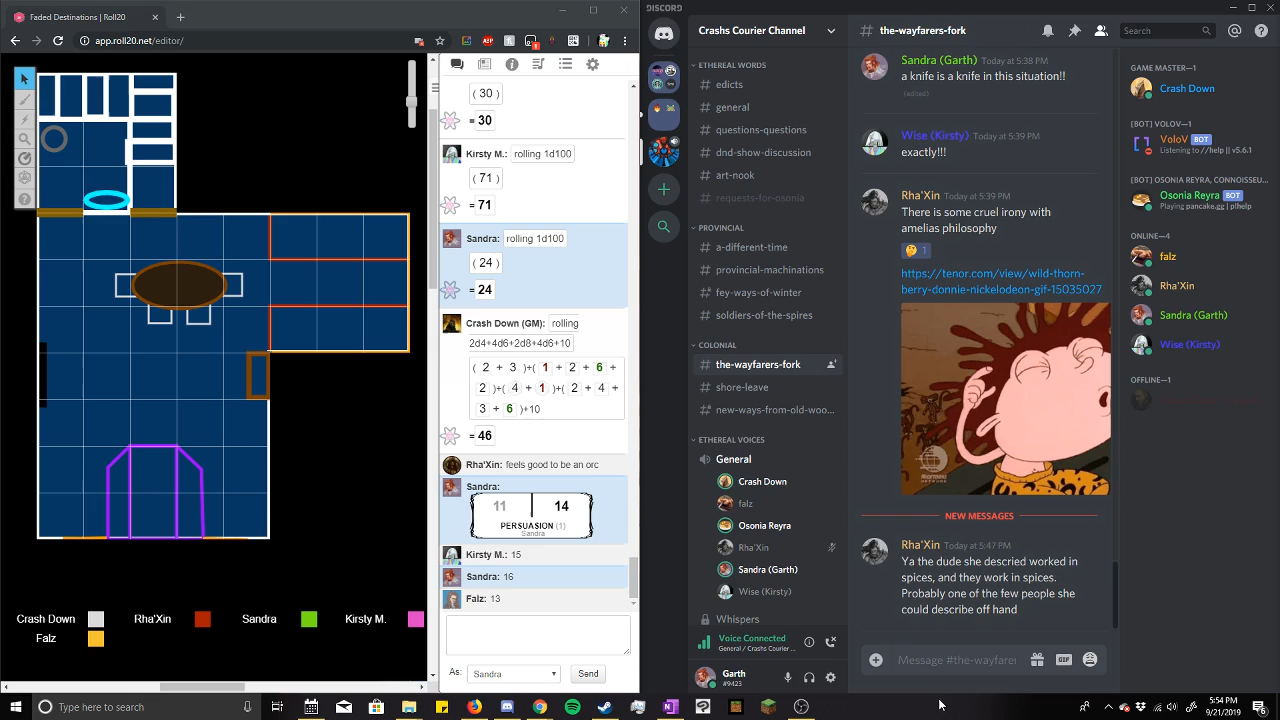 Faded Destinations | Roll20
app.roll20.net/editor/
( 30 )
= 30
Kirsty M.: rolling 1d100
( 71 )
= 71
Sandra: rolling 1d100
( 24 )
= 24
Crash Down (GM): rolling
2d4+4d6+2d8+4d6+10
( 2 + 3 )+( 1 + 2 + 6 +
2 )+( 4 + 1 )+( 2 + 4 +
3 + 6 )+10
= 46
Rha'Xin: feels good to be an orc
Sandra:
11 14
PERSUASION (1)
Sandra
Kirsty M.: 15
Sandra: 16
Falz: 13
As: Sandra Send
Crash Down Rha'Xin Sandra Kirsty M.
Falz
DISCORD
Crashs Courier Channel
ETHEREAL WORDS
# edicts
# general
# questions-questions
# dnd-show-discussion
# art-nook
# requests-for-osonia
PROVINCIAL
# a-different-time
# provincial-machinations
# fey-ways-of-winter
# soldiers-of-the-spires
COLONIAL
# the-wayfarers-fork
# shore-leave
# new-ways-from-old-woo...
ETHEREAL VOICES
General
Crash Down
falz
Osonia Reyra
Rha'Xin
Sandra (Garth)
Wise (Kirsty)
Whispers
Voice Connected
General / Crashs Courier ...
Garth
#9423
# the-wayfarers-fork
Search
Sandra (Garth) Today at 5:38 PM
a knife is a knife in this situation!!
(edited)
Wise (Kirsty) Today at 5:39 PM
exactly!!!
Rha'Xin Today at 5:39 PM
There is some cruel irony with
amelias philosophy
1
https://tenor.com/view/wild-thorn-
berry-donnie-nickelodeon-gif-15035027
NEW MESSAGES
Rha'Xin Today at 5:47 PM
Ya the dude she descried worked in
spices, and they work in spices.
Probably one of the few people she
could describe off hand
Message #the-wayfarer
GIF
GAME MASTER—1
Crash Down
[BOT] VOLOV—1
VoloV BOT
Listening to //help || v5.6.1
[BOT] OSONIA REYRA, CONNOISSEU...
Osonia Reyra BOT
Playing pancake.gg | p!help
ONLINE—4
falz
Rha'Xin
Sandra (Garth)
Wise (Kirsty)
OFFLINE—1
Type here to search
5:54 PM
9/21/2019